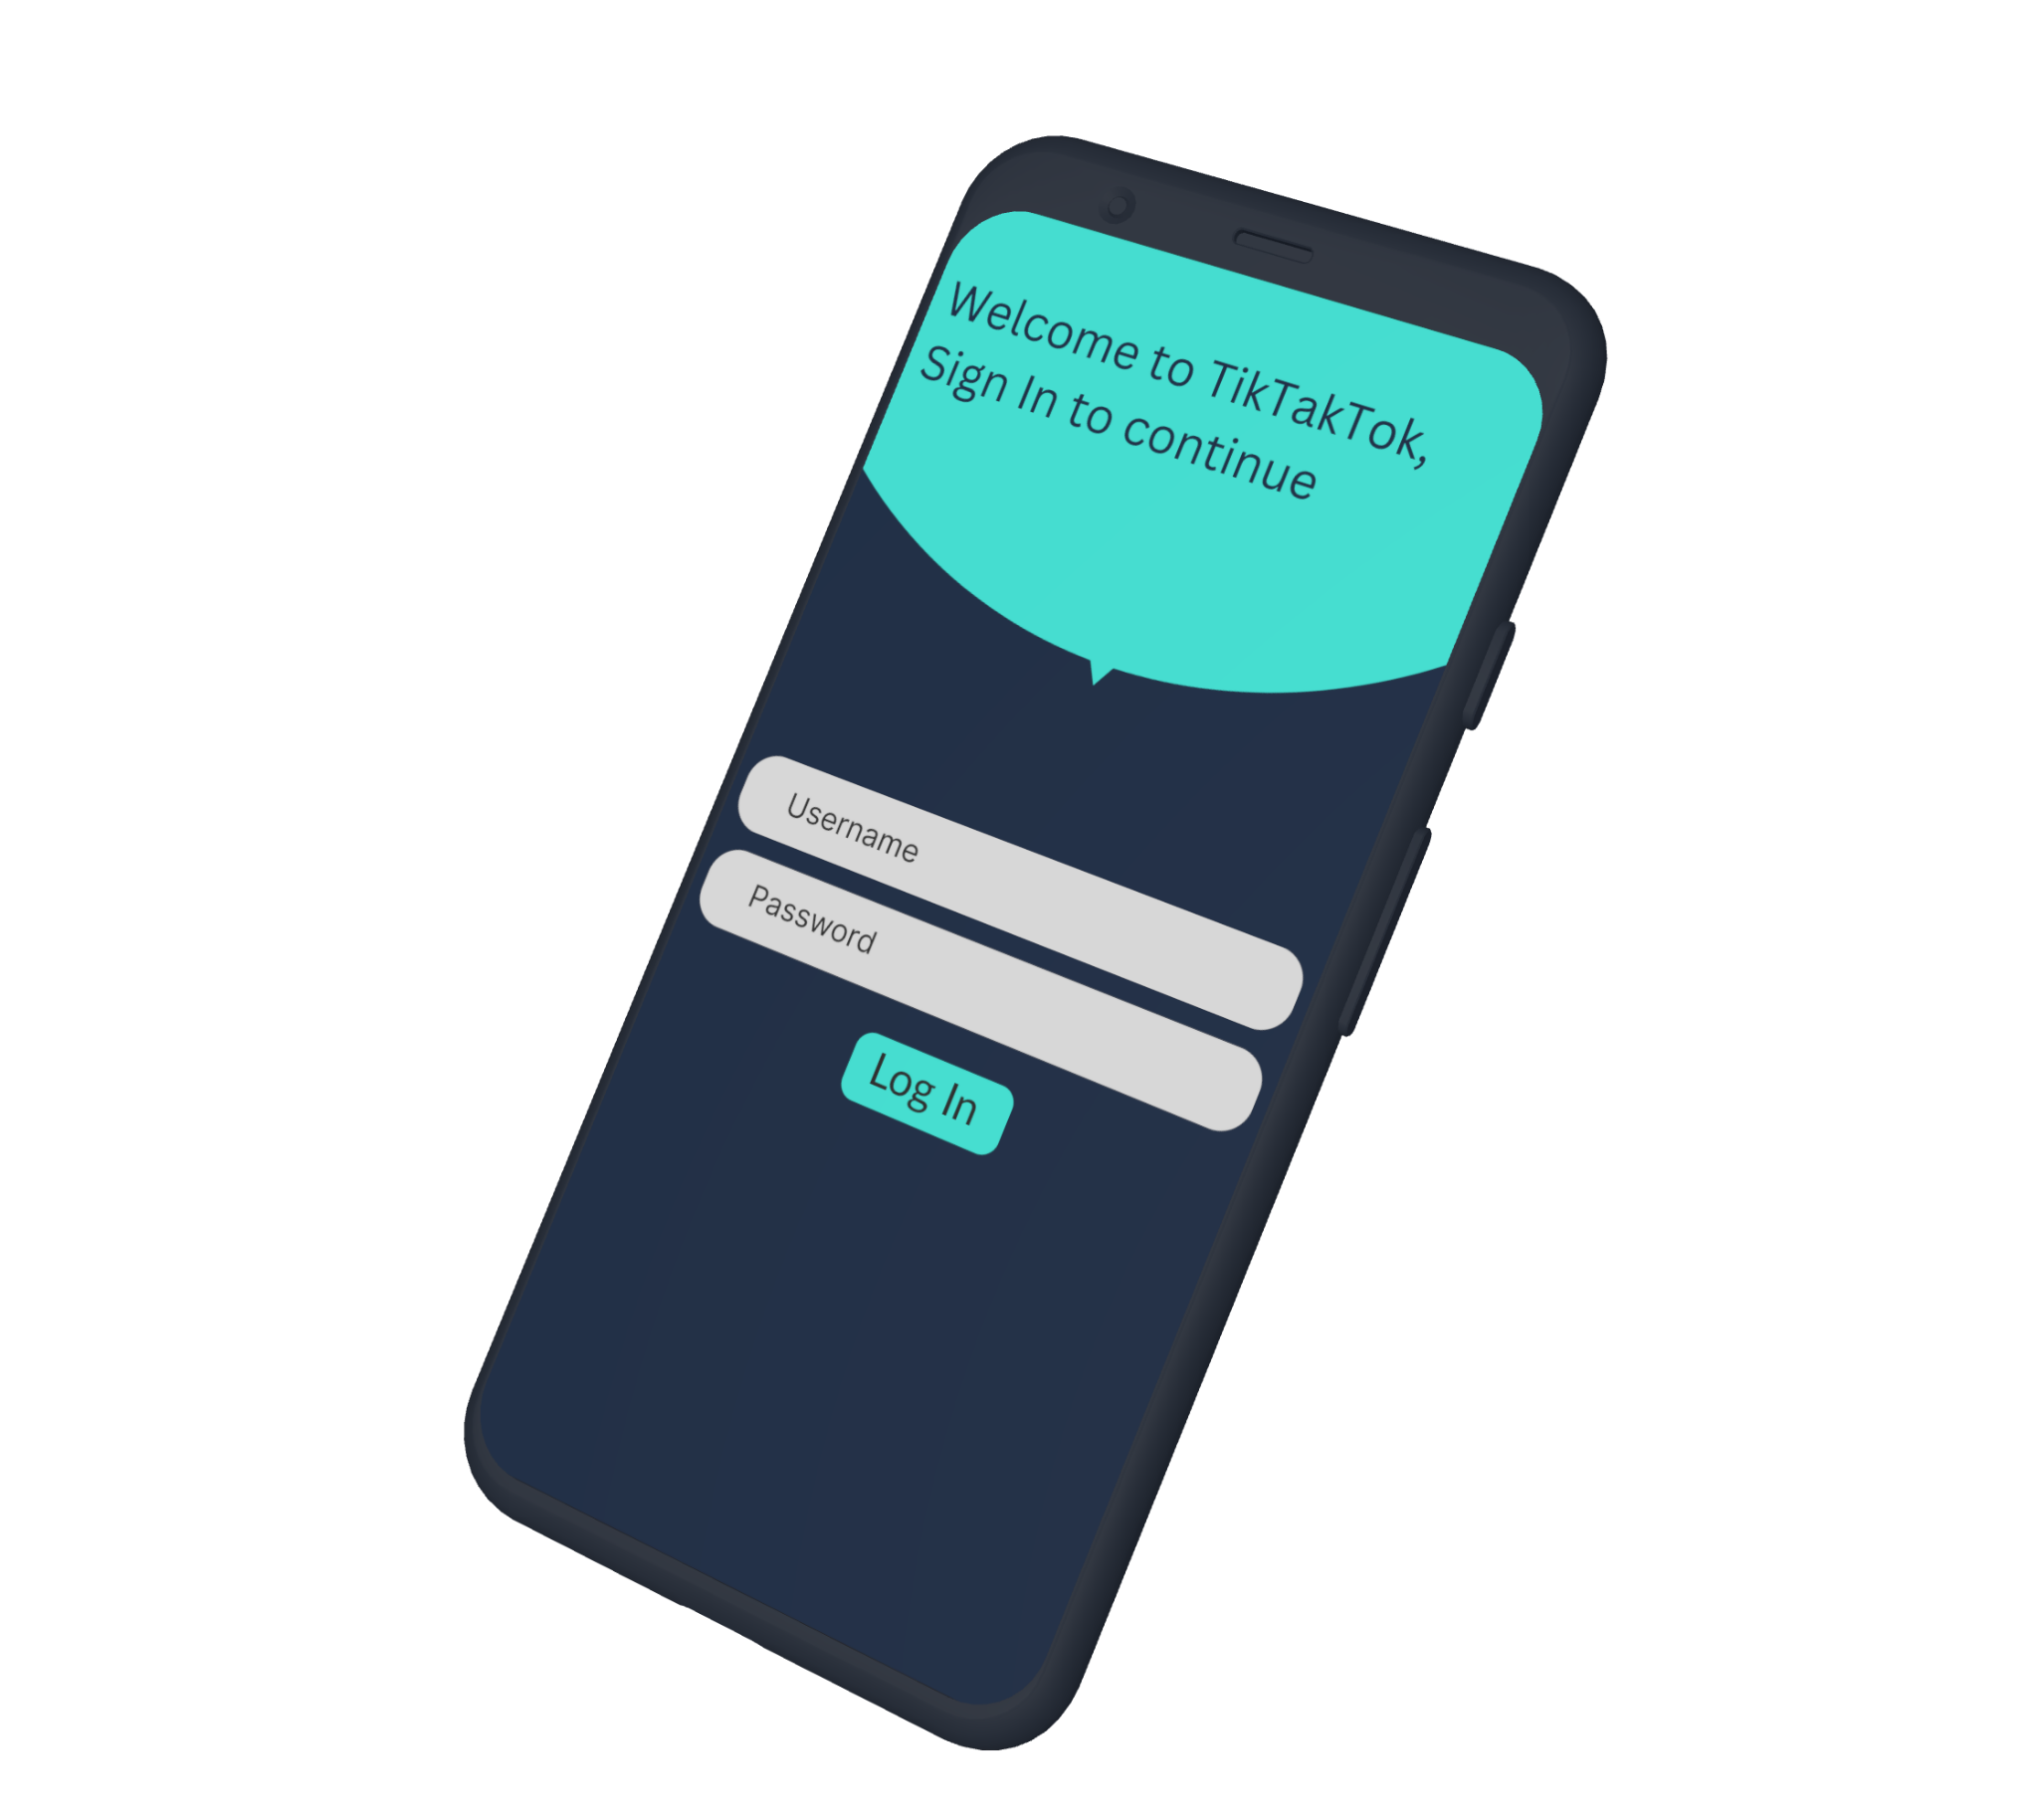 Welcome to TikTakTok,
Sign In to continue
Username
Password
Log In